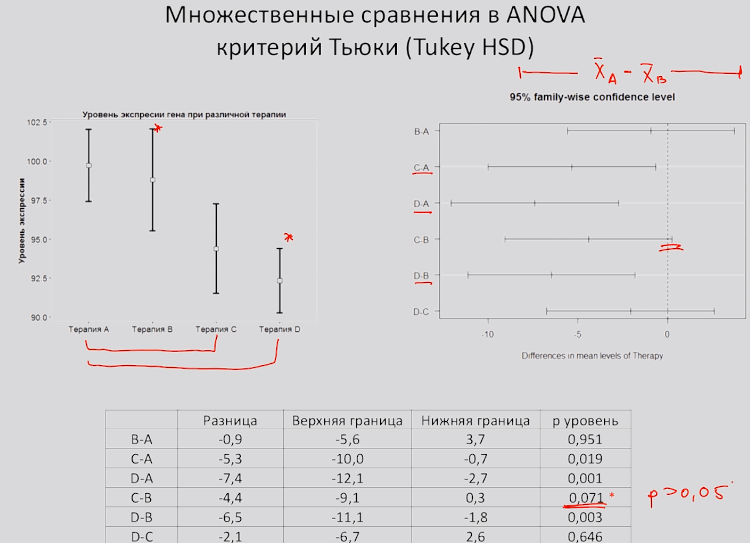 Множественные сравнения в ANOVA
критерий Тьюки (Tukey HSD)
X̄A - X̄B
Уровень экспресии гена при различной терапии
Уровень экспрессии
102.5
100.0
97.5
95.0
92.5
90.0
Терапия A Терапия B Терапия C Терапия D
95% family-wise confidence level
B-A
C-A
D-A
C-B
D-B
D-C
-10 -5 0
Differences in mean levels of Therapy
Разница Верхняя граница Нижняя граница р уровень
B-A -0,9 -5,6 3,7 0,951
C-A -5,3 -10,0 -0,7 0,019
D-A -7,4 -12,1 -2,7 0,001
C-B -4,4 -9,1 0,3 0,071 *
p>0,05
D-B -6,5 -11,1 -1,8 0,003
D-C -2,1 -6,7 2,6 0,646